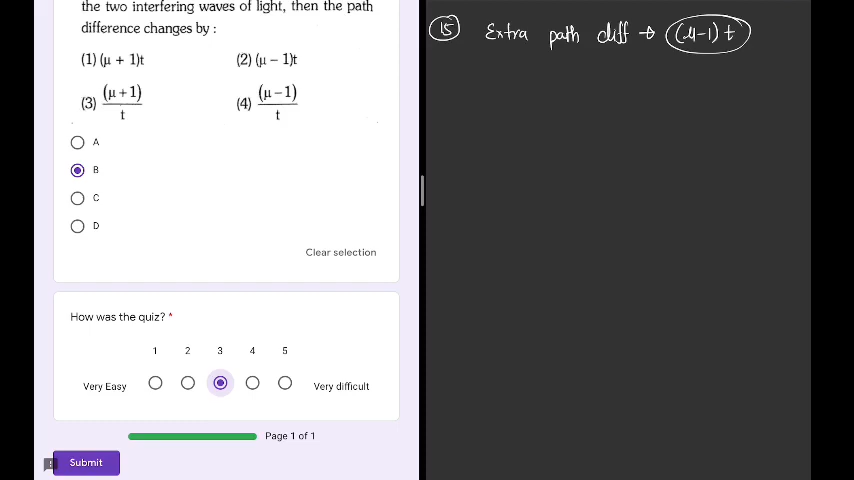 the two interfering waves of light, then the path
difference changes by :
(1) (μ + 1)t (2) (μ – 1)t
(3) (μ+1)/t (4) (μ–1)/t
A
B
C
D
Clear selection
How was the quiz? *
1 2 3 4 5
Very Easy Very difficult
Page 1 of 1
Submit
15 Extra path diff → (μ-1) t